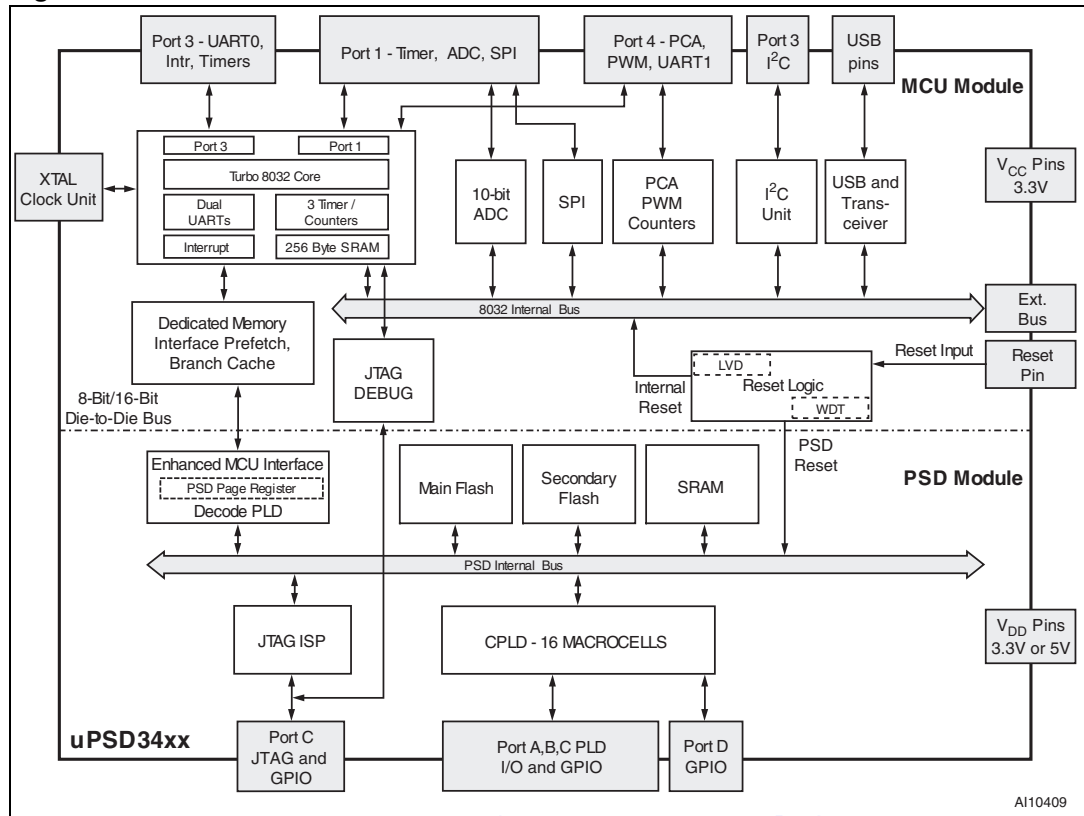 Port 3 - UART0,
Intr, Timers
Port 1 - Timer, ADC, SPI
Port 4 - PCA,
PWM, UART1
Port 3
I2C
USB
pins
MCU Module
XTAL
Clock Unit
Port 3
Port 1
Turbo 8032 Core
Dual
UARTs
3 Timer /
Counters
Interrupt
256 Byte SRAM
10-bit
ADC
SPI
PCA
PWM
Counters
I2C
Unit
USB and
Trans-
ceiver
VCC Pins
3.3V
8032 Internal Bus
Ext.
Bus
Dedicated Memory
Interface Prefetch,
Branch Cache
JTAG
DEBUG
Internal
Reset
LVD
Reset Logic
WDT
Reset Input
Reset
Pin
8-Bit/16-Bit
Die-to-Die Bus
PSD
Reset
Enhanced MCU Interface
PSD Page Register
Decode PLD
Main Flash
Secondary
Flash
SRAM
PSD Module
PSD Internal Bus
JTAG ISP
CPLD - 16 MACROCELLS
VDD Pins
3.3V or 5V
uPSD34xx
Port C
JTAG and
GPIO
Port A,B,C PLD
I/O and GPIO
Port D
GPIO
AI10409